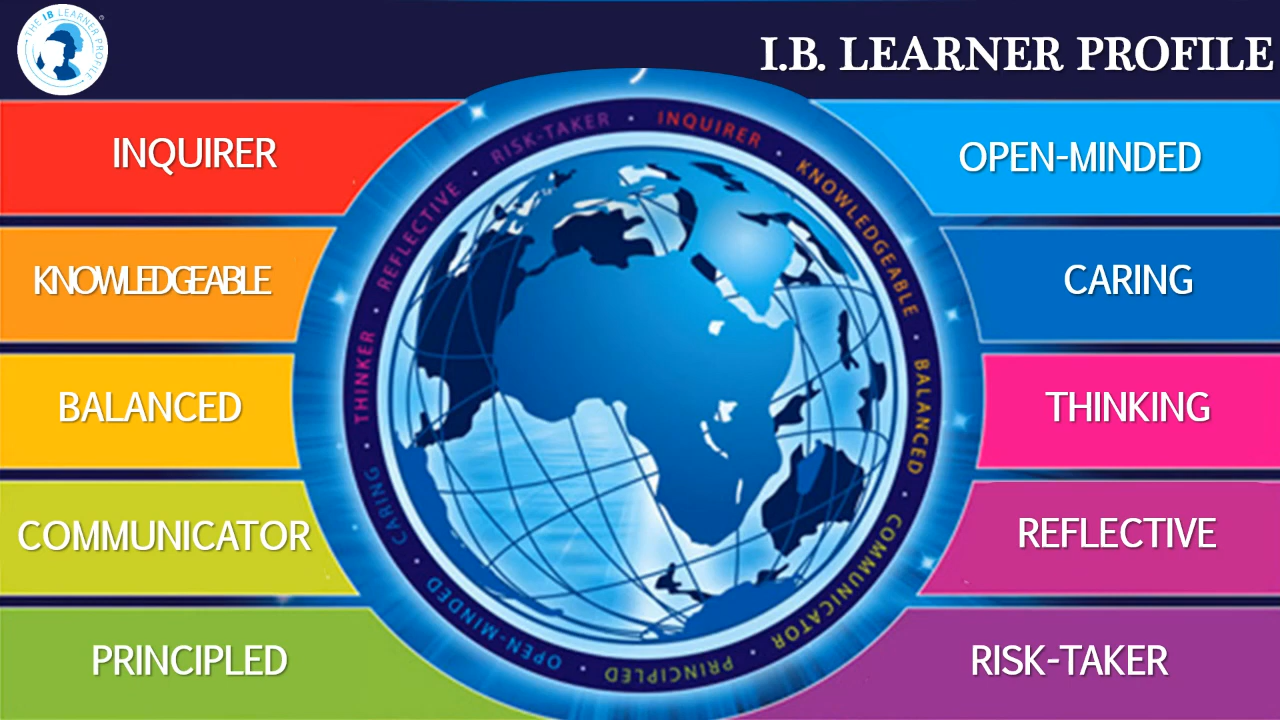 THE IB LEARNER PROFILE
I.B. LEARNER PROFILE
INQUIRER
KNOWLEDGEABLE
BALANCED
COMMUNICATOR
PRINCIPLED
OPEN-MINDED
CARING
THINKING
REFLECTIVE
RISK-TAKER
INQUIRER • KNOWLEDGEABLE • BALANCED • COMMUNICATOR • PRINCIPLED • OPEN-MINDED • CARING • THINKER • REFLECTIVE • RISK-TAKER •